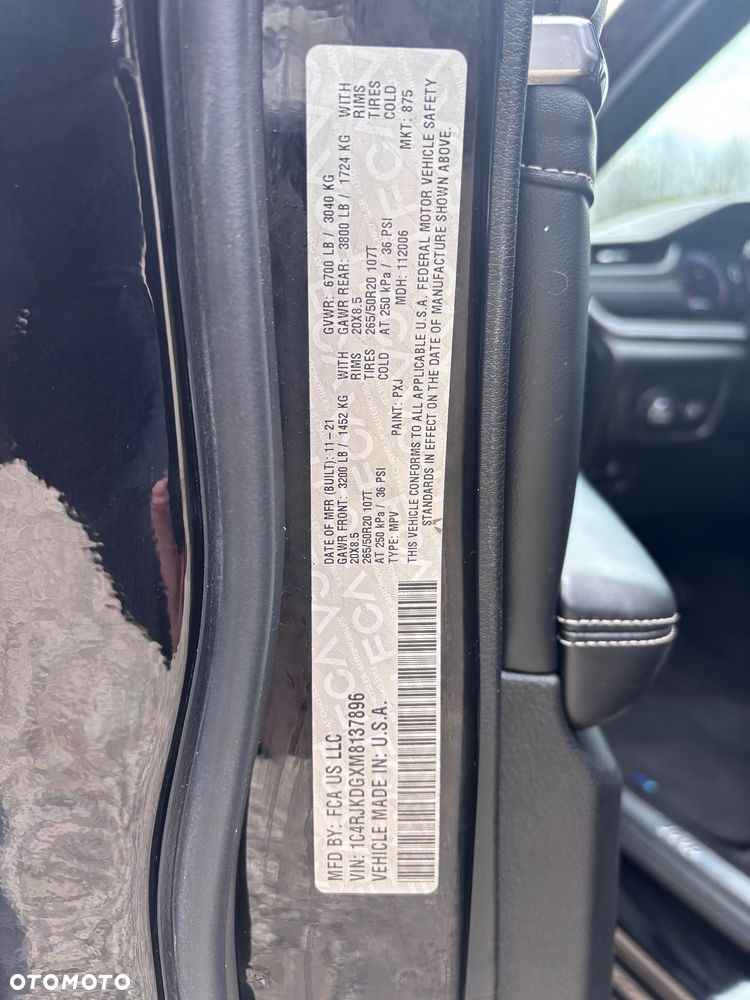 MFD BY: FCA US LLC
DATE OF MFR (BUILT): 11-21
GVWR: 6700 LB / 3040 KG
VIN: 1C4RJKDGXM8137896
GAWR FRONT: 3200 LB / 1452 KG WITH
GAWR REAR: 3800 LB / 1724 KG WITH
VEHICLE MADE IN: U.S.A.
20X8.5 RIMS
20X8.5 RIMS
265/50R20 107T TIRES
265/50R20 107T TIRES
AT 250 kPa / 36 PSI COLD
AT 250 kPa / 36 PSI COLD
TYPE: MPV
PAINT: PXJ
MDH: 112006
MKT: 875
THIS VEHICLE CONFORMS TO ALL APPLICABLE U.S.A. FEDERAL MOTOR VEHICLE SAFETY
STANDARDS IN EFFECT ON THE DATE OF MANUFACTURE SHOWN ABOVE.
OTOMOTO